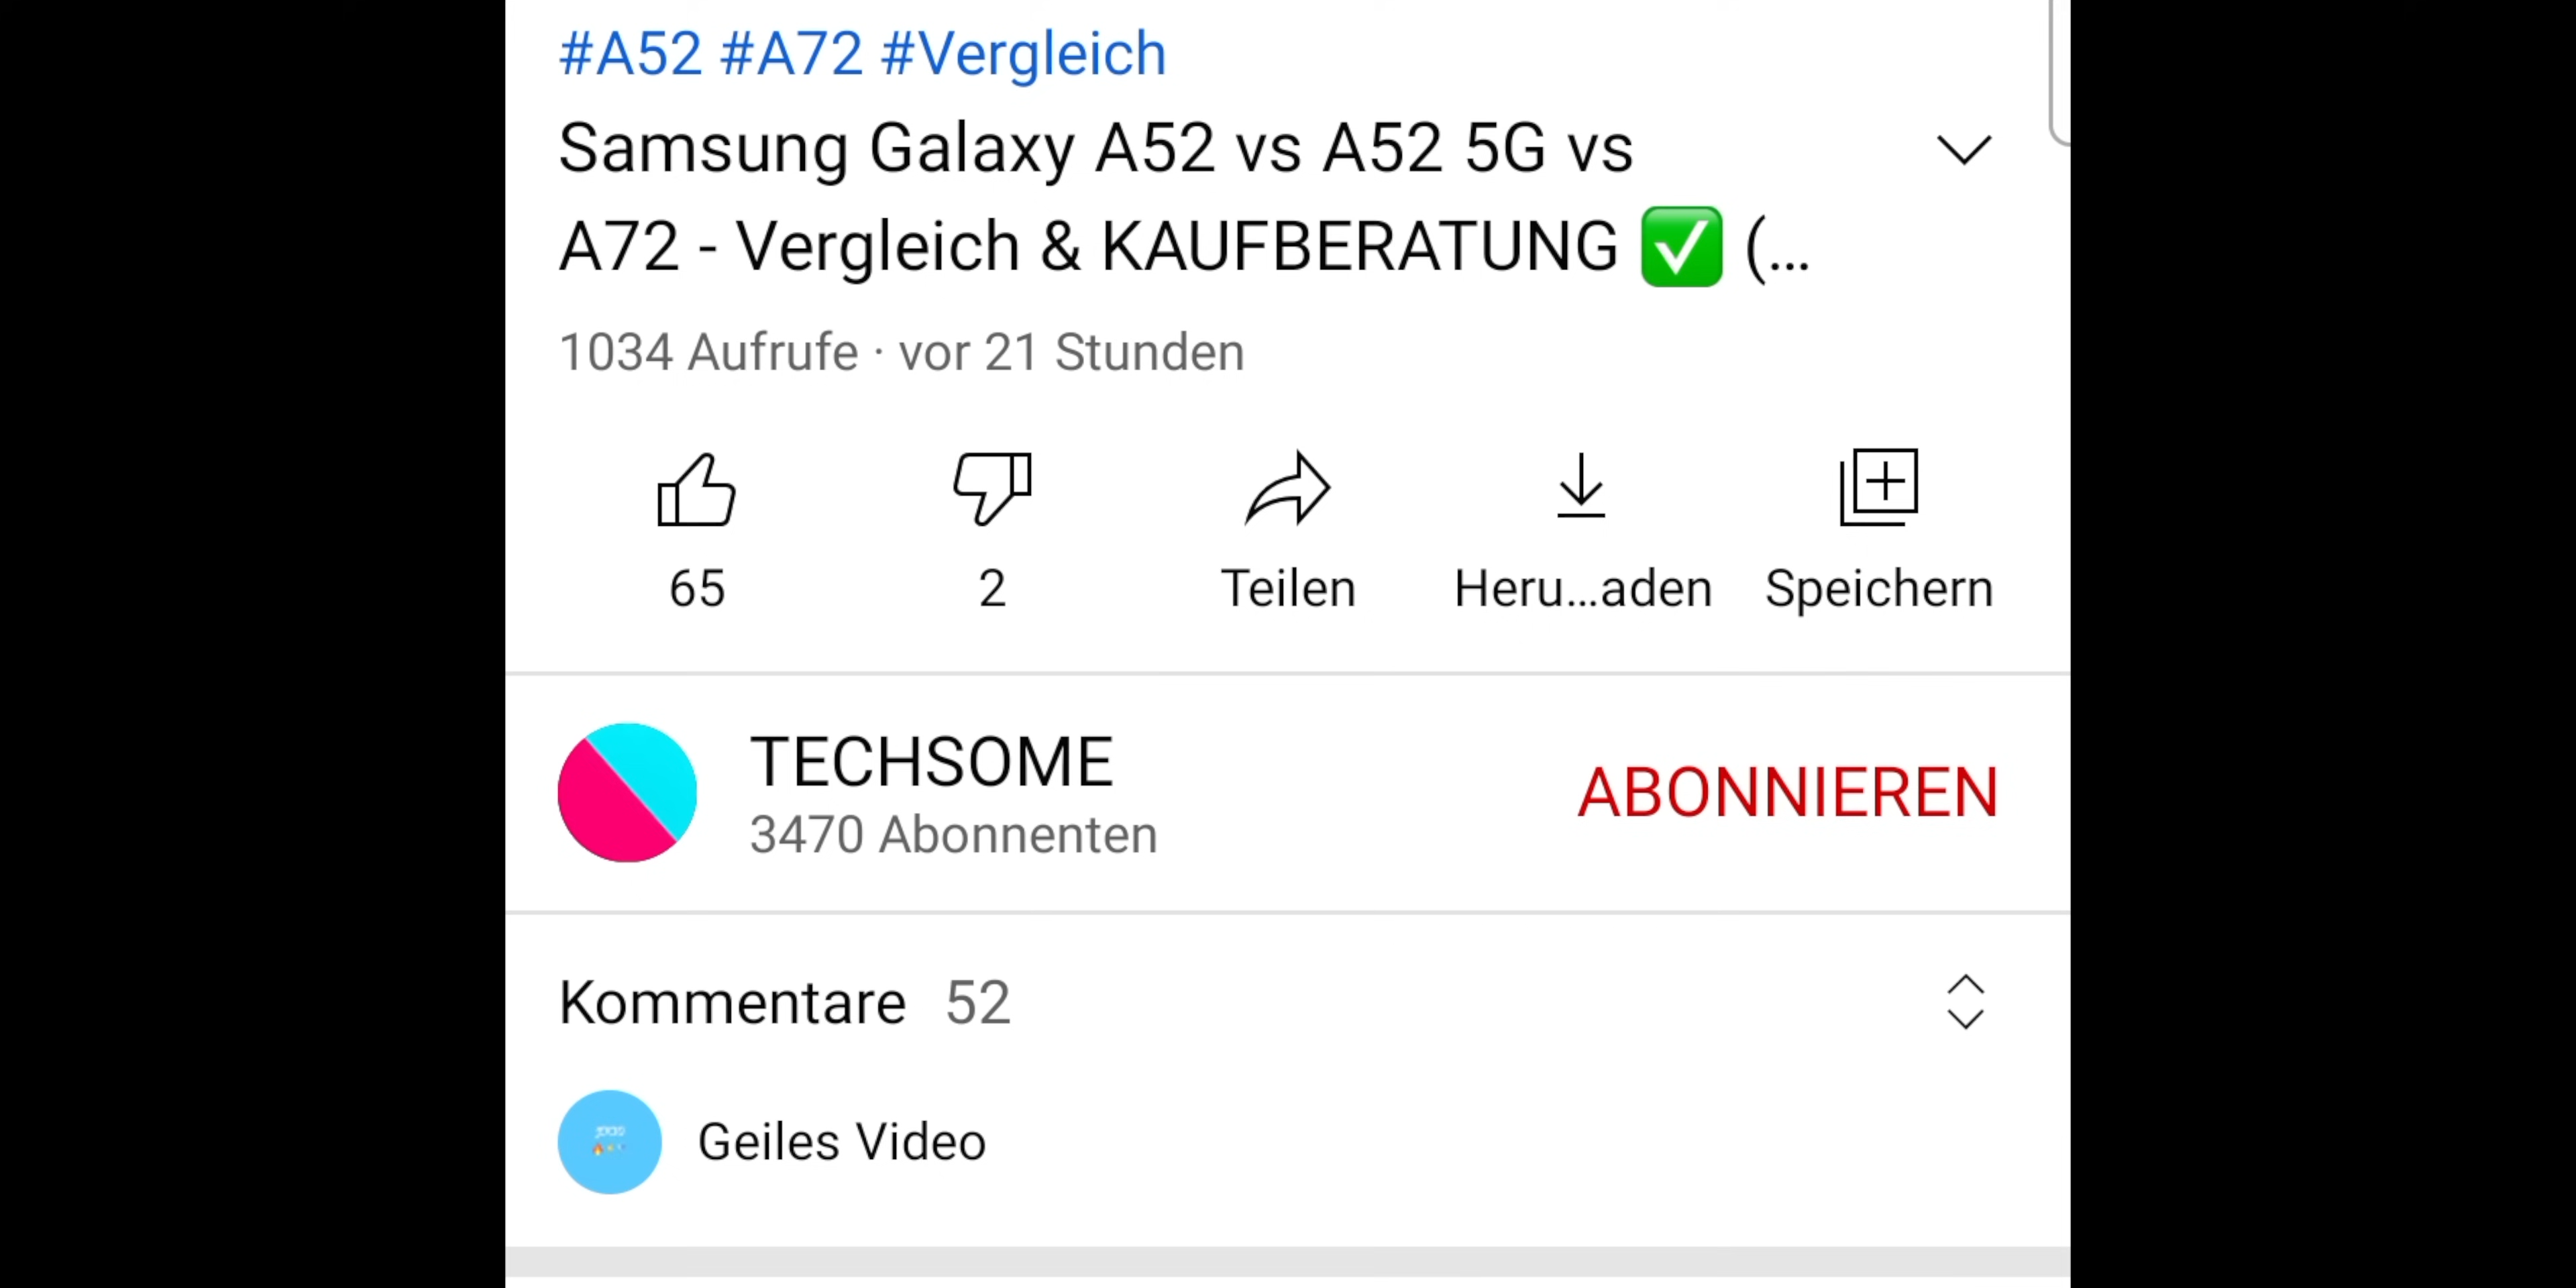 #A52 #A72 #Vergleich
Samsung Galaxy A52 vs A52 5G vs
A72 - Vergleich & KAUFBERATUNG ✅ (...
1034 Aufrufe · vor 21 Stunden
65
2
Teilen
Heru...aden
Speichern
TECHSOME
3470 Abonnenten
ABONNIEREN
Kommentare 52
Geiles Video